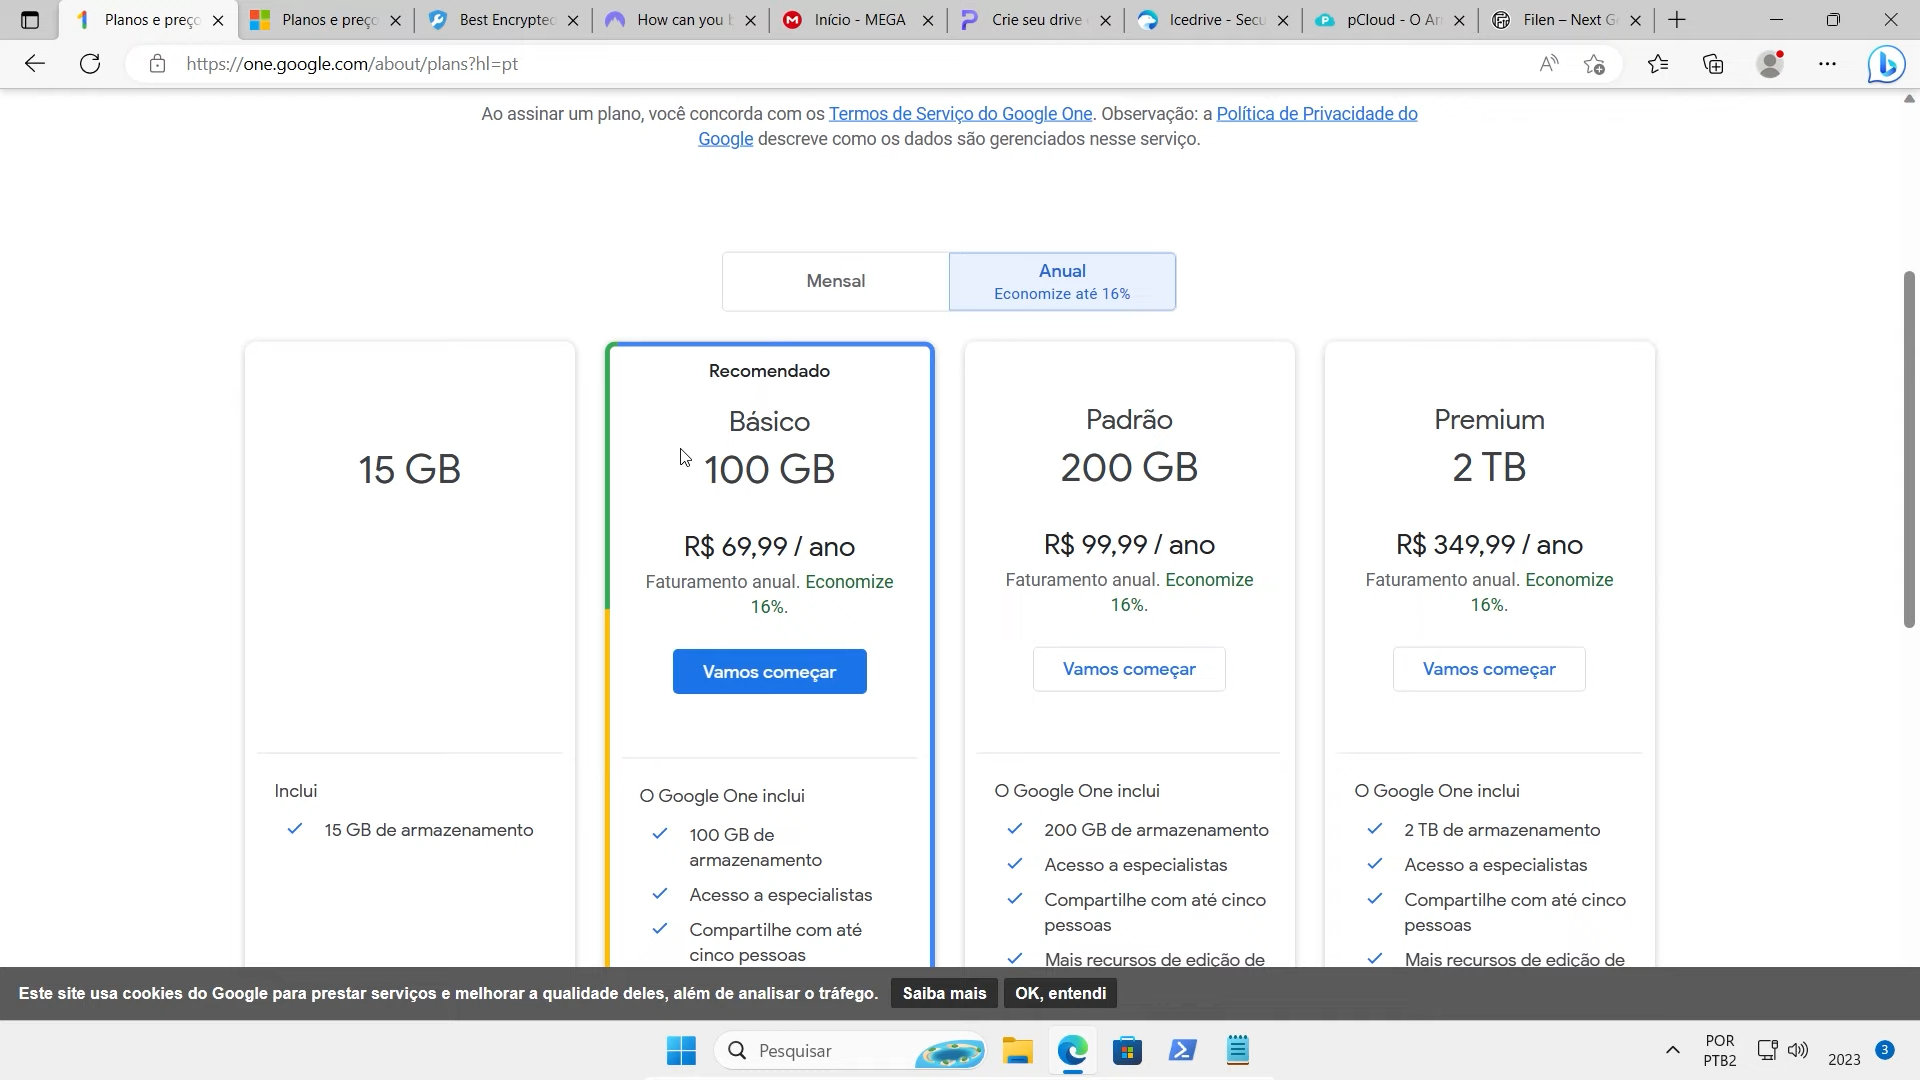 Planos e preço
Planos e preço
Best Encrypted
How can you b
Início - MEGA
Crie seu drive
Icedrive - Secu
pCloud - O Ar
Filen – Next G
https://one.google.com/about/plans?hl=pt
Ao assinar um plano, você concorda com os Termos de Serviço do Google One. Observação: a Política de Privacidade do
Google descreve como os dados são gerenciados nesse serviço.
Mensal
Anual
Economize até 16%
15 GB
Inclui
15 GB de armazenamento
Recomendado
Básico
100 GB
R$ 69,99 / ano
Faturamento anual. Economize
16%.
Vamos começar
O Google One inclui
100 GB de
armazenamento
Acesso a especialistas
Compartilhe com até
cinco pessoas
Padrão
200 GB
R$ 99,99 / ano
Faturamento anual. Economize
16%.
Vamos começar
O Google One inclui
200 GB de armazenamento
Acesso a especialistas
Compartilhe com até cinco
pessoas
Mais recursos de edição de
Premium
2 TB
R$ 349,99 / ano
Faturamento anual. Economize
16%.
Vamos começar
O Google One inclui
2 TB de armazenamento
Acesso a especialistas
Compartilhe com até cinco
pessoas
Mais recursos de edição de
Este site usa cookies do Google para prestar serviços e melhorar a qualidade deles, além de analisar o tráfego.
Saiba mais
OK, entendi
Pesquisar
POR
PTB2
2023
3